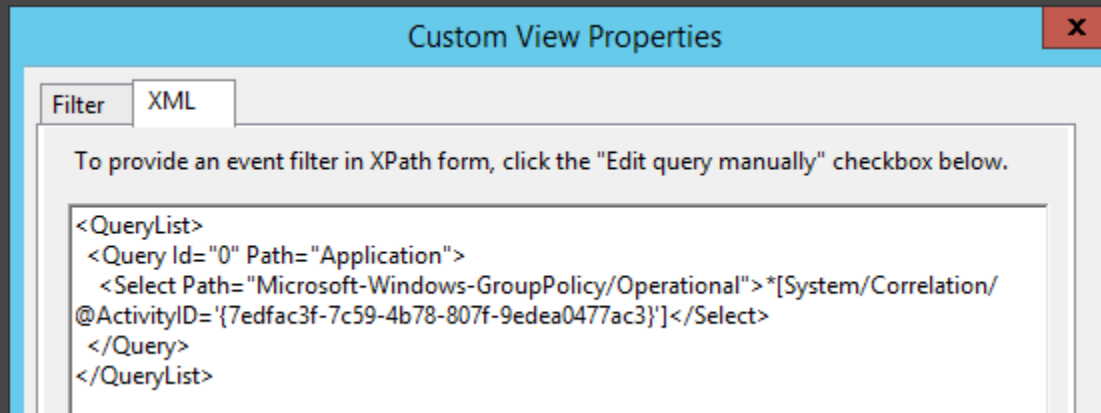 Custom View Properties
x
Filter
XML
To provide an event filter in XPath form, click the "Edit query manually" checkbox below.
<QueryList>
<Query Id="0" Path="Application">
<Select Path="Microsoft-Windows-GroupPolicy/Operational">*[System/Correlation/
@ActivityID='{7edfac3f-7c59-4b78-807f-9edea0477ac3}']</Select>
</Query>
</QueryList>